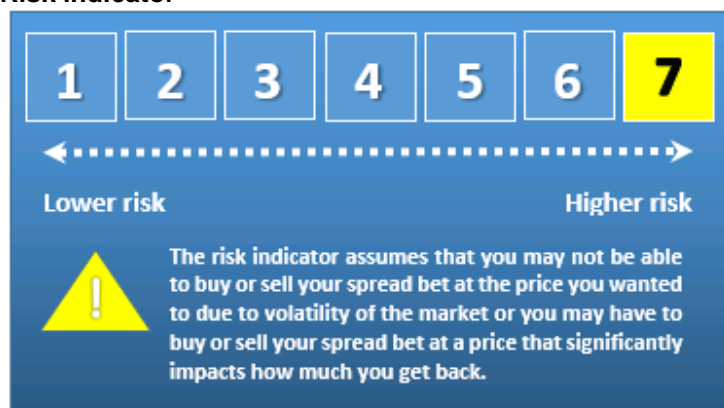 Risk indicator
1 2 3 4 5 6 7
Lower risk Higher risk
!
The risk indicator assumes that you may not be able
to buy or sell your spread bet at the price you wanted
to due to volatility of the market or you may have to
buy or sell your spread bet at a price that significantly
impacts how much you get back.